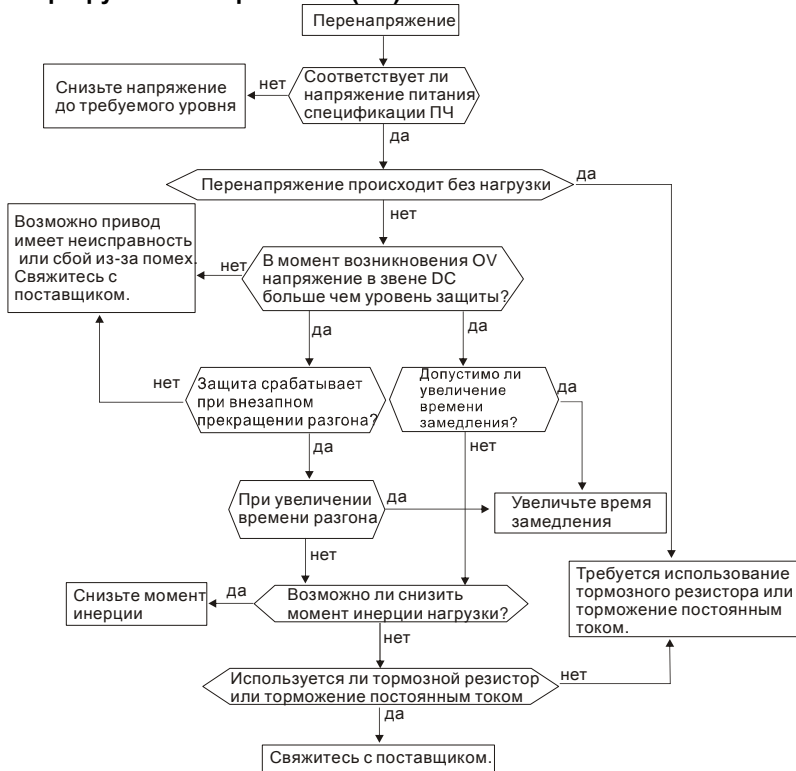 Перенапряжение
Соответствует ли
напряжение питания
спецификации ПЧ
нет
Снизьте напряжение
до требуемого уровня
да
Перенапряжение происходит без нагрузки
да
нет
Возможно привод
имеет неисправность
или сбой из-за помех.
Свяжитесь с
поставщиком.
нет
В момент возникновения OV
напряжение в звене DC
больше чем уровень защиты?
да
да
нет
Защита срабатывает
при внезапном
прекращении разгона?
Допустимо ли
увеличение
времени
замедления?
да
да
нет
При увеличении
времени разгона
да
Увеличьте время
замедления
нет
Снизьте момент
инерции
да
Возможно ли снизить
момент инерции нагрузки?
Требуется использование
тормозного резистора или
торможение постоянным
током.
нет
Используется ли тормозной резистор
или торможение постоянным током
нет
да
Свяжитесь с поставщиком.